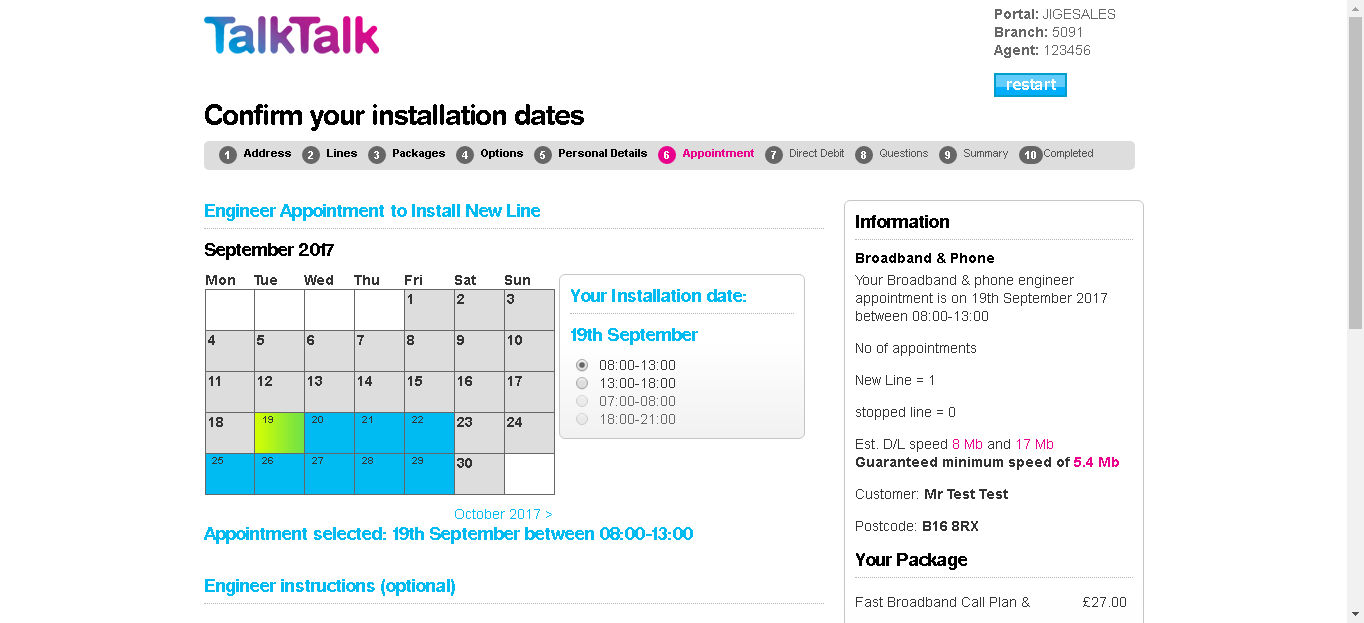 TalkTalk
Portal: JIGESALES
Branch: 5091
Agent: 123456
restart
Confirm your installation dates
1 Address 2 Lines 3 Packages 4 Options 5 Personal Details 6 Appointment 7 Direct Debit 8 Questions 9 Summary 10 Completed
Engineer Appointment to Install New Line
September 2017
Mon Tue Wed Thu Fri Sat Sun
1 2 3
4 5 6 7 8 9 10
11 12 13 14 15 16 17
18 19 20 21 22 23 24
25 26 27 28 29 30
October 2017 >
Your Installation date:
19th September
08:00-13:00
13:00-18:00
07:00-08:00
18:00-21:00
Appointment selected: 19th September between 08:00-13:00
Engineer instructions (optional)
Information
Broadband & Phone
Your Broadband & phone engineer
appointment is on 19th September 2017
between 08:00-13:00
No of appointments
New Line = 1
stopped line = 0
Est. D/L speed 8 Mb and 17 Mb
Guaranteed minimum speed of 5.4 Mb
Customer: Mr Test Test
Postcode: B16 8RX
Your Package
Fast Broadband Call Plan & £27.00